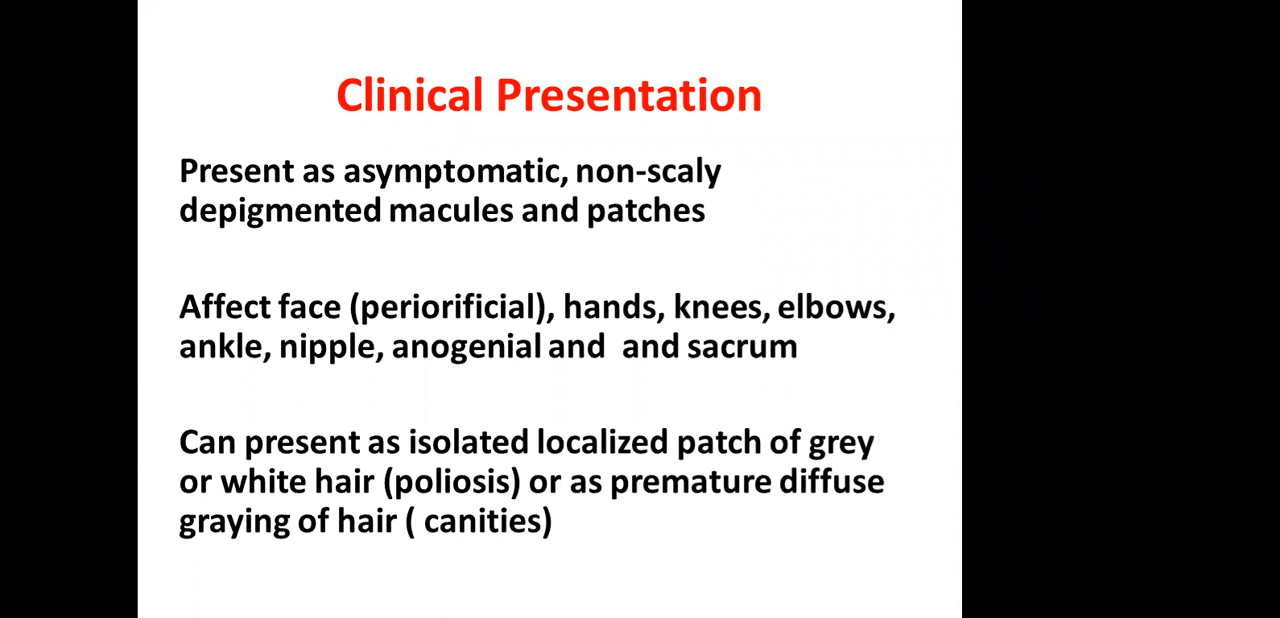 Clinical Presentation
Present as asymptomatic, non-scaly
depigmented macules and patches
Affect face (periorificial), hands, knees, elbows,
ankle, nipple, anogenial and  and sacrum
Can present as isolated localized patch of grey
or white hair (poliosis) or as premature diffuse
graying of hair ( canities)